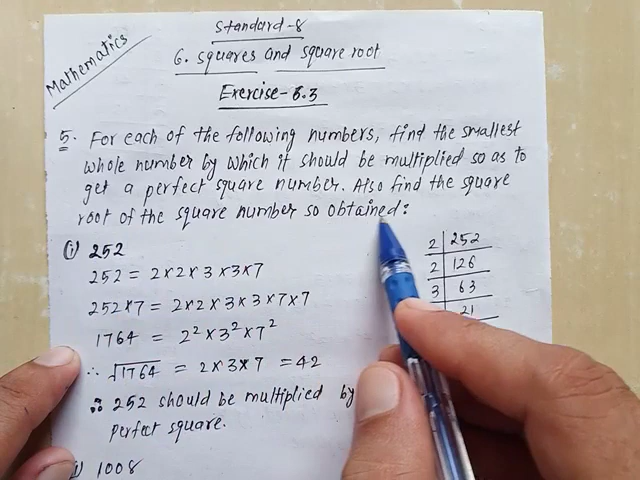 Mathematics
Standard-8
6. squares and square root
Exercise-6.3
5. For each of the following numbers, find the smallest
whole number by which it should be multiplied so as to
get a perfect square number. Also find the square
root of the square number so obtained:
(i) 252
252 = 2×2×3×3×7
252×7 = 2×2×3×3×7×7
1764 = 2²×3²×7²
∴ √1764 = 2×3×7 = 42
∴ 252 should be multiplied by
perfect square.
1008
2 252
2 126
3 63
21